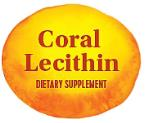 Coral
Lecithin
DIETARY SUPPLEMENT